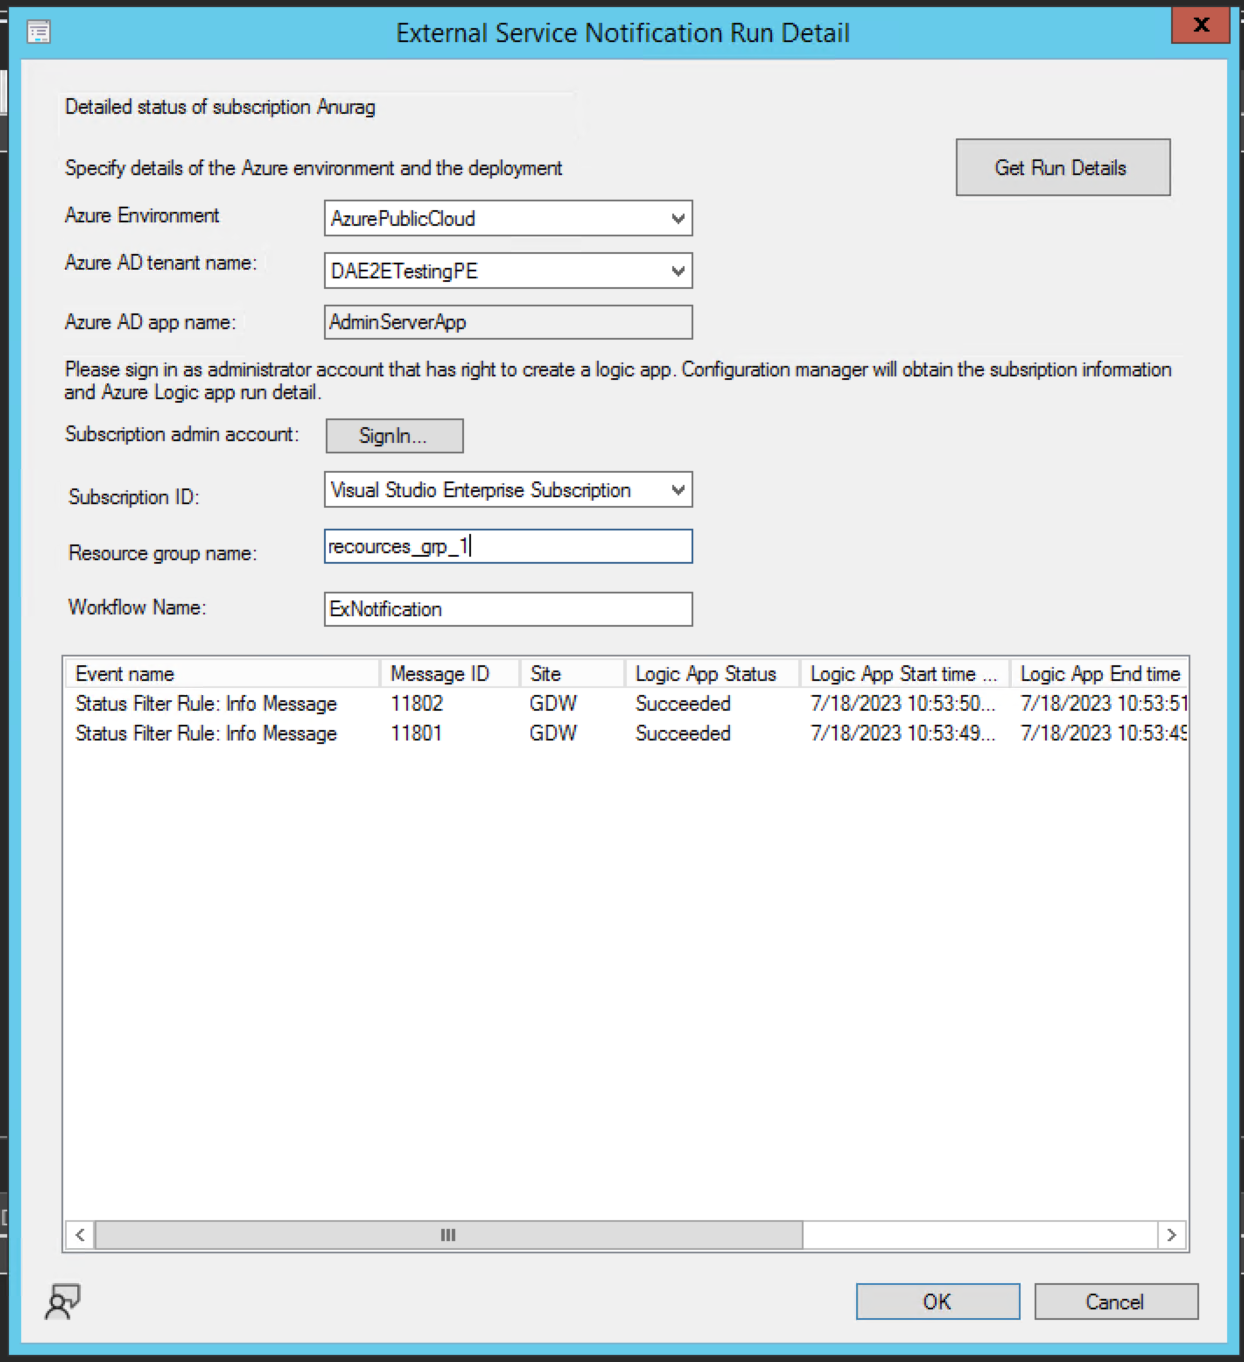 External Service Notification Run Detail
X
Detailed status of subscription Anurag
Specify details of the Azure environment and the deployment
Get Run Details
Azure Environment
AzurePublicCloud
Azure AD tenant name:
DAE2ETestingPE
Azure AD app name:
AdminServerApp
Please sign in as administrator account that has right to create a logic app. Configuration manager will obtain the subsription information
and Azure Logic app run detail.
Subscription admin account:
SignIn...
Subscription ID:
Visual Studio Enterprise Subscription
Resource group name:
recources_grp_1
Workflow Name:
ExNotification
Event name Message ID Site Logic App Status Logic App Start time ... Logic App End time
Status Filter Rule: Info Message 11802 GDW Succeeded 7/18/2023 10:53:50... 7/18/2023 10:53:51
Status Filter Rule: Info Message 11801 GDW Succeeded 7/18/2023 10:53:49... 7/18/2023 10:53:49
OK
Cancel